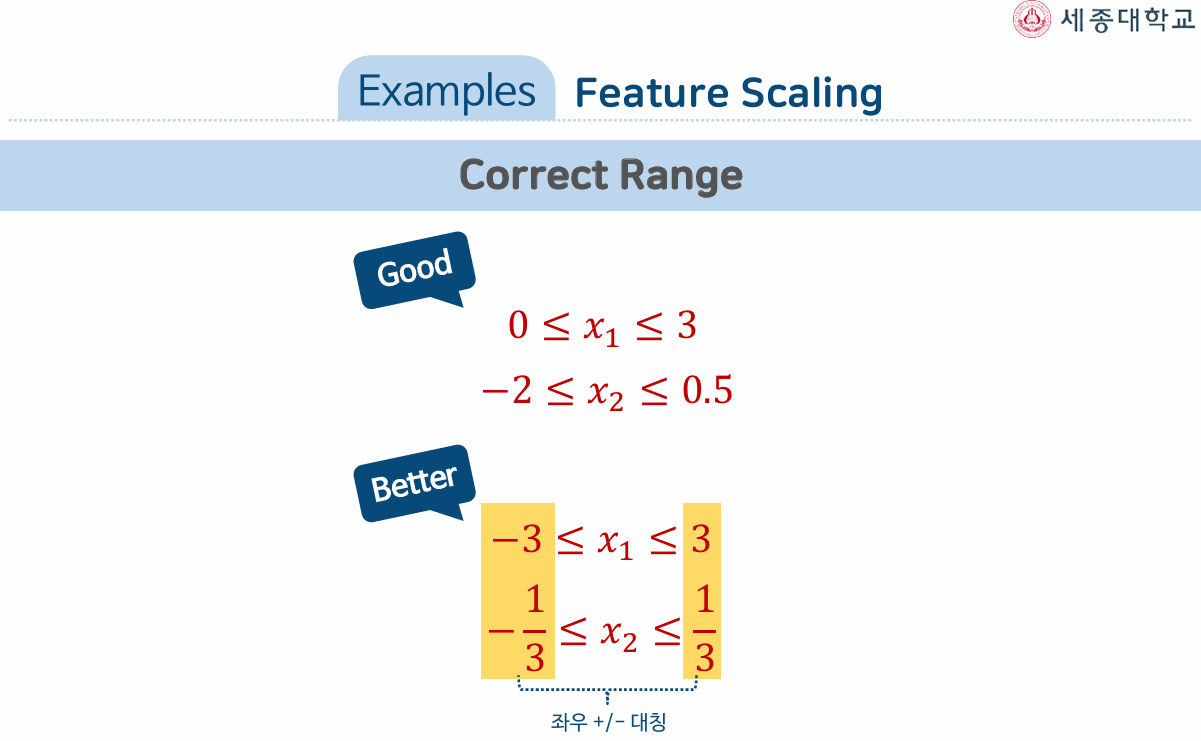 세종대학교
Examples Feature Scaling
Correct Range
Good
0 ≤ x₁ ≤ 3
−2 ≤ x₂ ≤ 0.5
Better
−3 ≤ x₁ ≤ 3
−1/3 ≤ x₂ ≤ 1/3
좌우 +/− 대칭